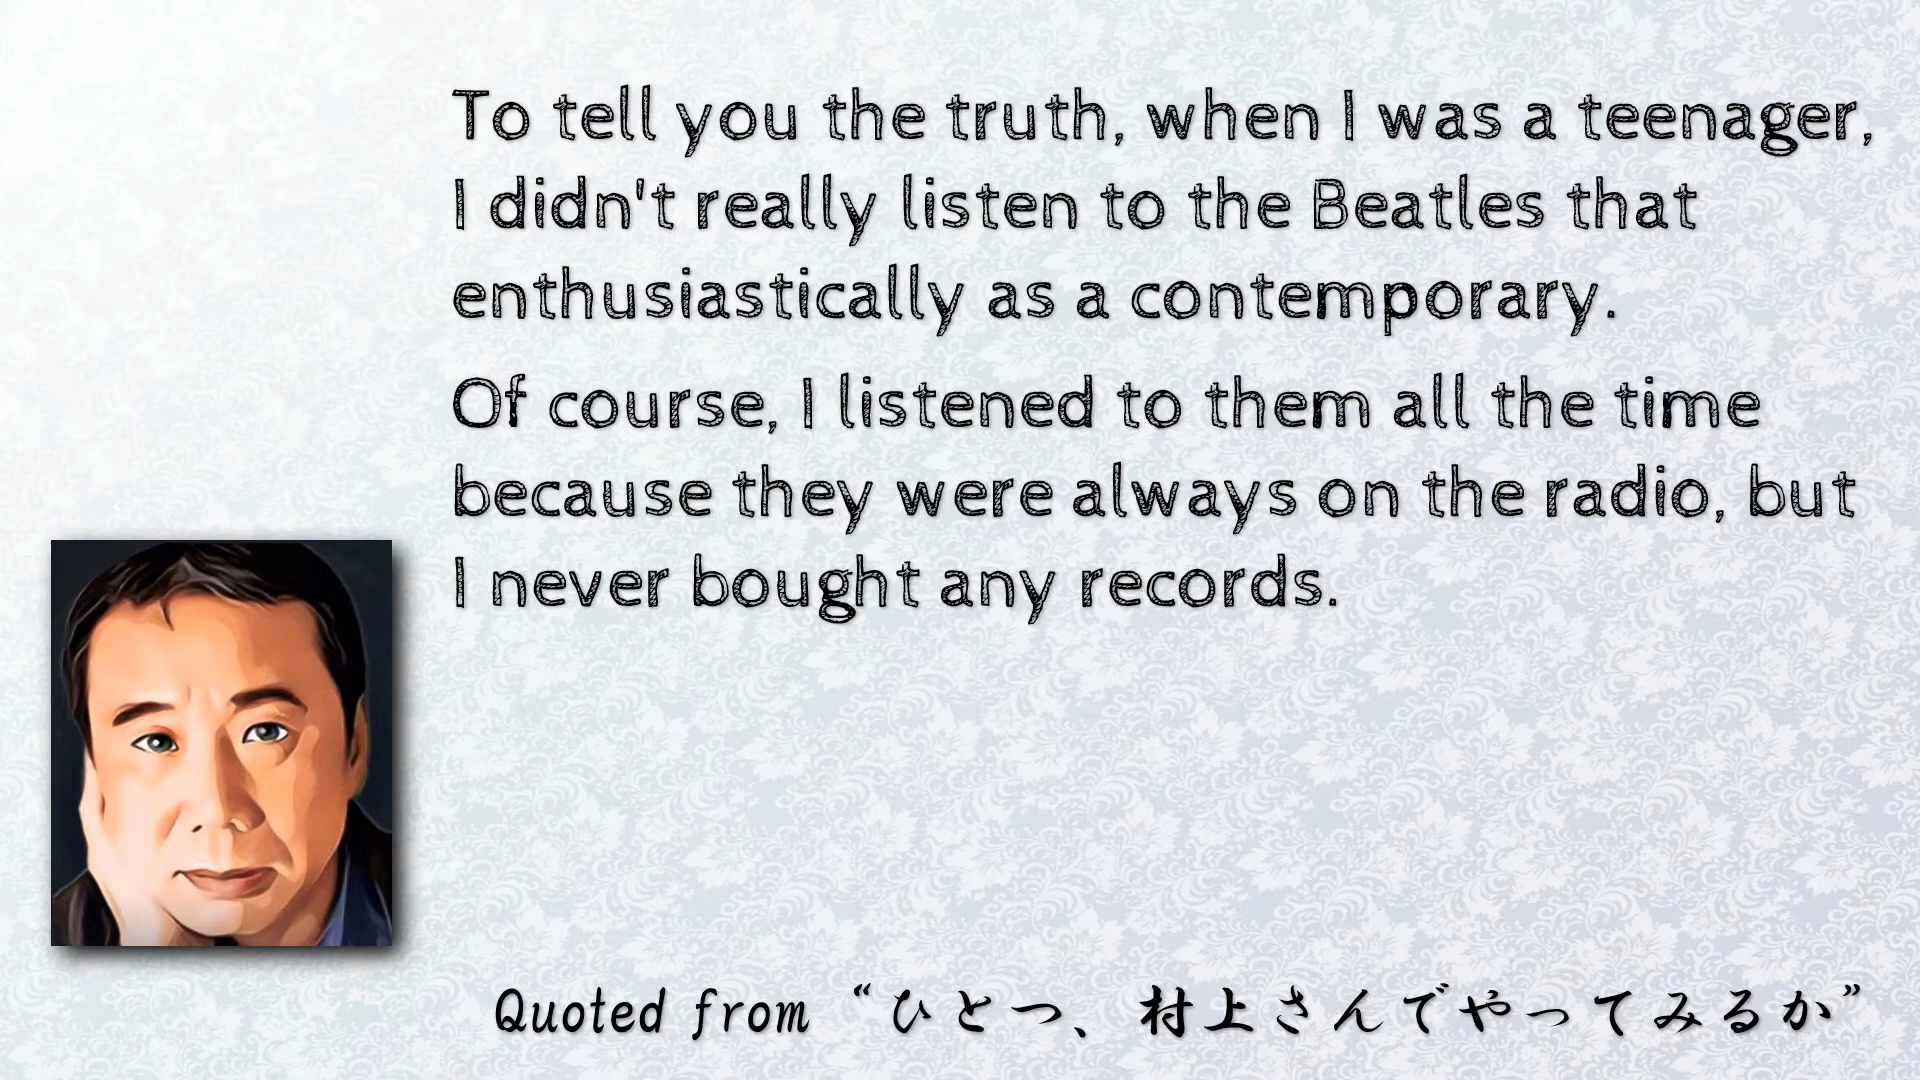 To tell you the truth, when I was a teenager,
I didn't really listen to the Beatles that
enthusiastically as a contemporary.
Of course, I listened to them all the time
because they were always on the radio, but
I never bought any records.
Quoted from “ひとつ、村上さんでやってみるか”